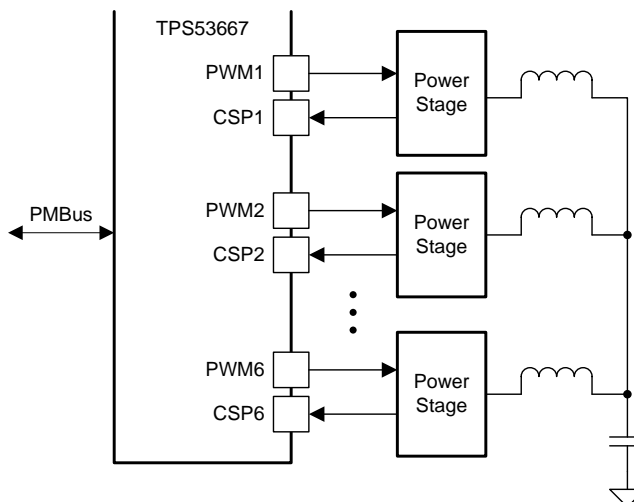 TPS53667
PWM1
CSP1
Power
Stage
PMBus
PWM2
CSP2
Power
Stage
PWM6
CSP6
Power
Stage